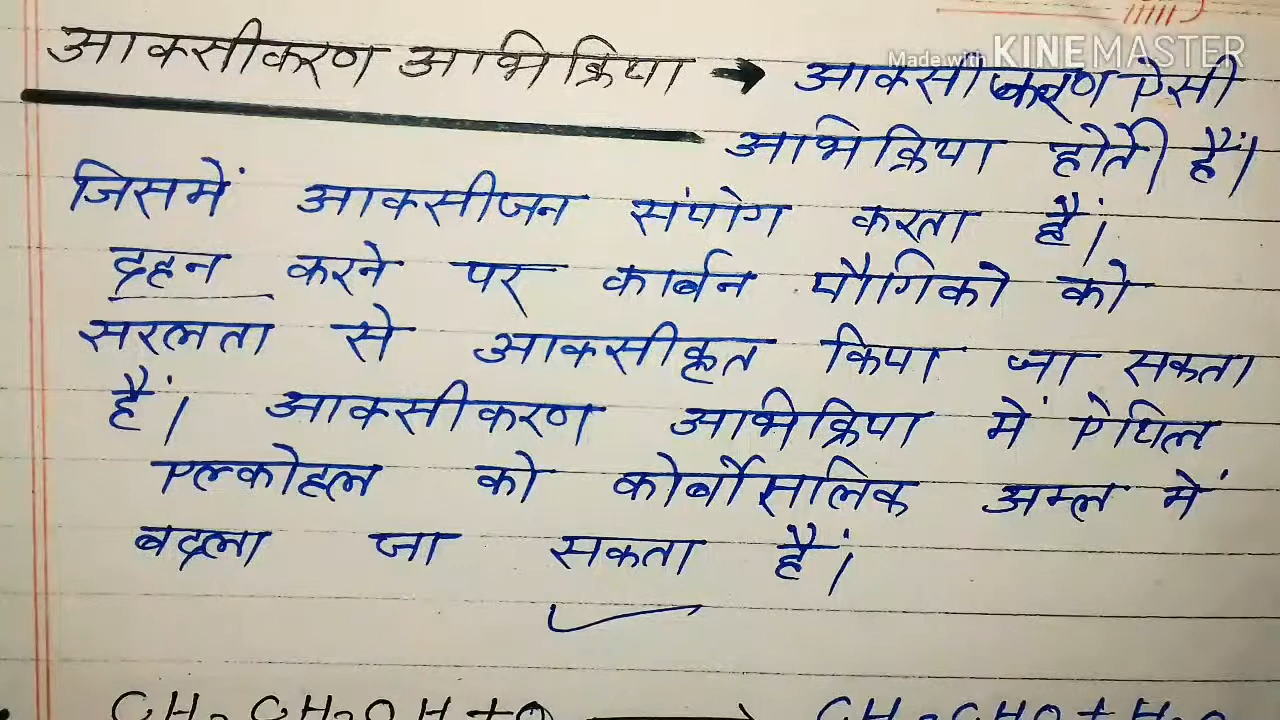 Made with KINEMASTER
आकसीकरण अभिक्रिया → आकसीकरण ऐसी
अभिक्रिया होती हैं।
जिसमें आकसीजन संयोग करता हैं।
दहन करने पर कार्बन यौगिको को
सरलता से आकसीकृत किया जा सकता
हैं। आकसीकरण अभिक्रिया में ऐथिल
एल्कोहल को कोर्बोसलिक अम्ल में
बदला जा सकता हैं।